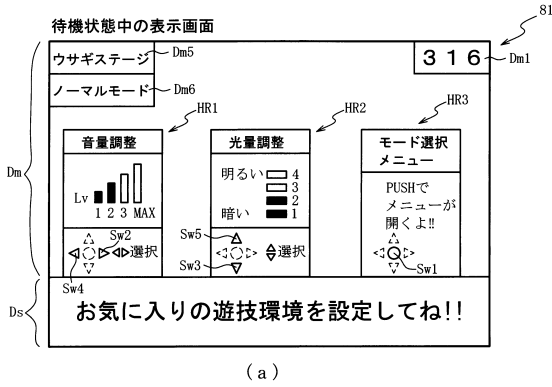 待機状態中の表示画面
81
ウサギステージ
Dm5
316
Dm1
ノーマルモード
Dm6
HR1
HR2
HR3
Dm
音量調整
光量調整
モード選択
メニュー
Lv
1 2 3 MAX
明るい
4
3
2
暗い
1
PUSHで
メニューが
開くよ!!
Sw2
選択
Sw4
Sw5
選択
Sw3
Sw1
Ds
お気に入りの遊技環境を設定してね!!
(a)